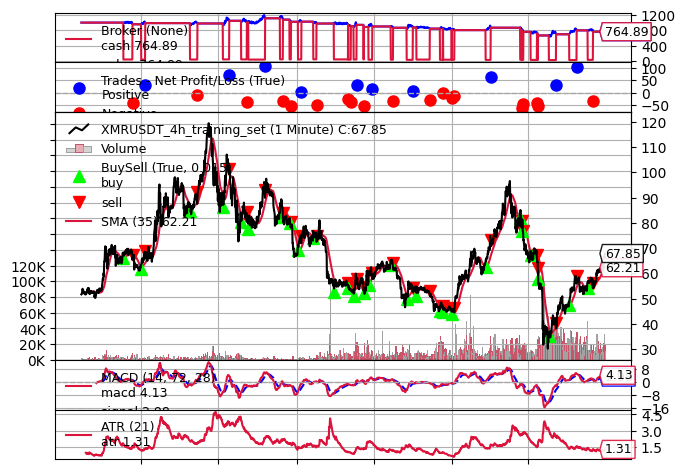 Broker (None)
cash 764.89
1200
800
400
0
764.89
Trades - Net Profit/Loss (True)
Positive
100
50
0
−50
XMRUSDT_4h_training_set (1 Minute) C:67.85
Volume
BuySell (True, 0.015)
buy
sell
SMA (35) 62.21
120
110
100
90
80
70
60
50
40
30
67.85
62.21
120K
100K
80K
60K
40K
20K
0K
MACD (14, 72, 28)
macd 4.13
8
0
−8
−16
4.13
ATR (21)
atr 1.31
4.5
3.0
1.5
1.31